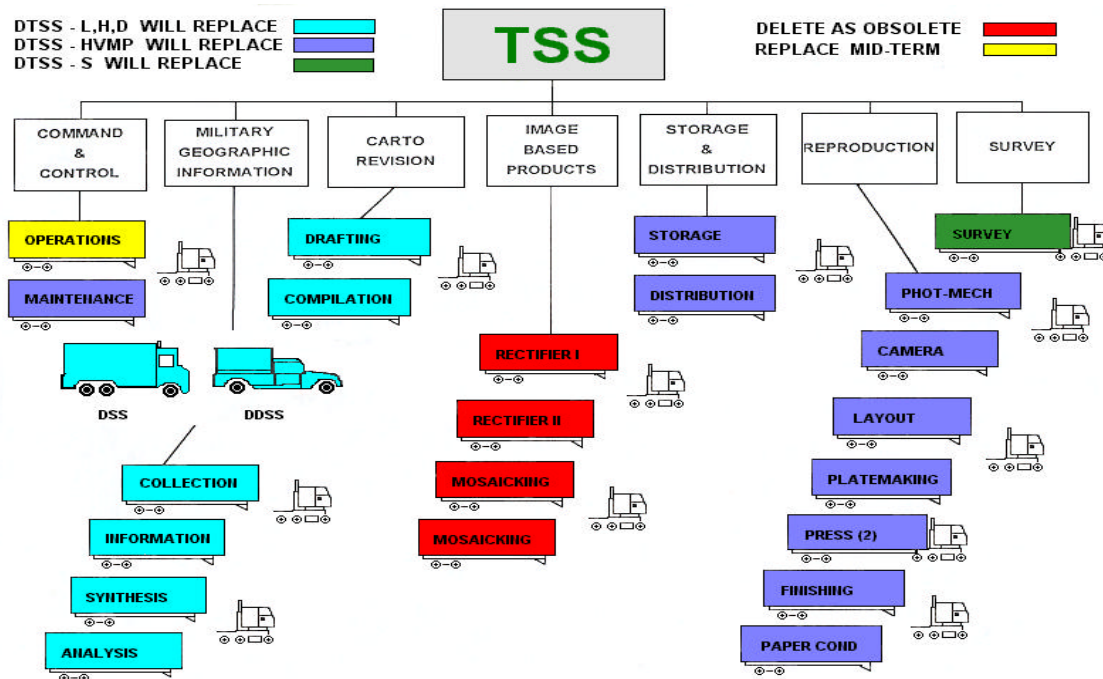 DTSS - L,H,D WILL REPLACE
DTSS - HVMP WILL REPLACE
DTSS - S WILL REPLACE
TSS
DELETE AS OBSOLETE
REPLACE MID-TERM
COMMAND
&
CONTROL
MILITARY
GEOGRAPHIC
INFORMATION
CARTO
REVISION
IMAGE
BASED
PRODUCTS
STORAGE
&
DISTRIBUTION
REPRODUCTION
SURVEY
OPERATIONS
MAINTENANCE
DSS
DDSS
COLLECTION
INFORMATION
SYNTHESIS
ANALYSIS
DRAFTING
COMPILATION
RECTIFIER I
RECTIFIER II
MOSAICKING
MOSAICKING
STORAGE
DISTRIBUTION
PHOT-MECH
CAMERA
LAYOUT
PLATEMAKING
PRESS (2)
FINISHING
PAPER COND
SURVEY